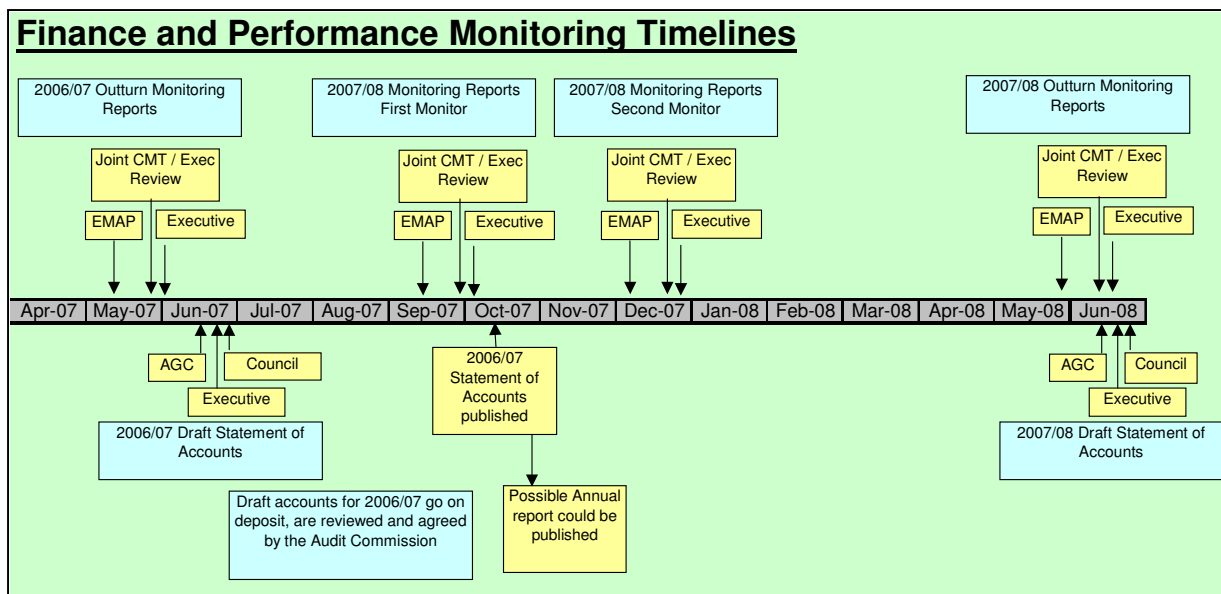 Finance and Performance Monitoring Timelines
2006/07 Outturn Monitoring
Reports
2007/08 Monitoring Reports
First Monitor
2007/08 Monitoring Reports
Second Monitor
2007/08 Outturn Monitoring
Reports
Joint CMT / Exec
Review
Joint CMT / Exec
Review
Joint CMT / Exec
Review
Joint CMT / Exec
Review
EMAP
Executive
EMAP
Executive
EMAP
Executive
EMAP
Executive
Apr-07 May-07 Jun-07 Jul-07 Aug-07 Sep-07 Oct-07 Nov-07 Dec-07 Jan-08 Feb-08 Mar-08 Apr-08 May-08 Jun-08
AGC
Council
Executive
2006/07 Draft Statement of
Accounts
2006/07
Statement of
Accounts
published
AGC
Council
Executive
2007/08 Draft Statement of
Accounts
Draft accounts for 2006/07 go on
deposit, are reviewed and agreed
by the Audit Commission
Possible Annual
report could be
published